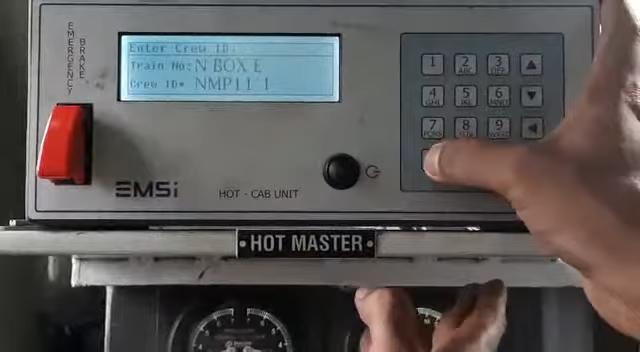 EMERGENCY BRAKE
Enter Crew ID:
Train No: N BOX E
Crew ID* NMP11 1
1
2 ABC
3 DEF
4 GHI
5 JKL
6 MNO
7 PQRS
8 TUV
9 WXYZ
EMSi
HOT - CAB UNIT
HOT MASTER